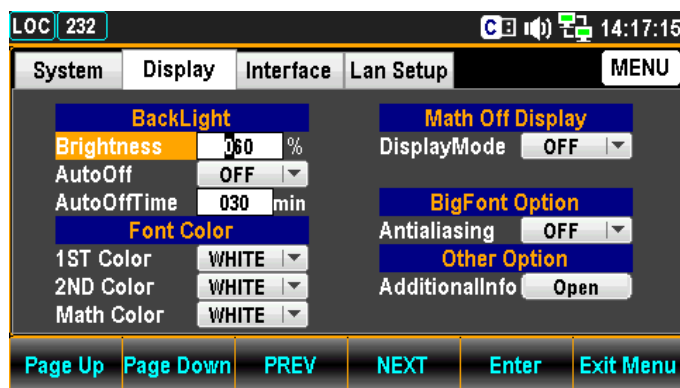 LOC 232 C 14:17:15
System Display Interface Lan Setup MENU
BackLight
Brightness 060 %
AutoOff OFF
AutoOffTime 030 min
Font Color
1ST Color WHITE
2ND Color WHITE
Math Color WHITE
Math Off Display
DisplayMode OFF
BigFont Option
Antialiasing OFF
Other Option
AdditionalInfo Open
Page Up Page Down PREV NEXT Enter Exit Menu